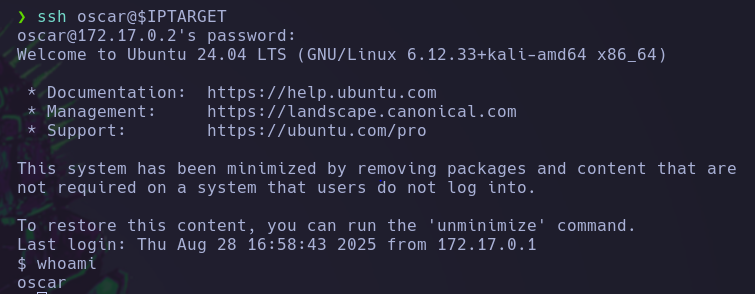 ❯ ssh oscar@$IPTARGET
oscar@172.17.0.2's password:
Welcome to Ubuntu 24.04 LTS (GNU/Linux 6.12.33+kali-amd64 x86_64)

 * Documentation:  https://help.ubuntu.com
 * Management:     https://landscape.canonical.com
 * Support:        https://ubuntu.com/pro

This system has been minimized by removing packages and content that are
not required on a system that users do not log into.

To restore this content, you can run the 'unminimize' command.
Last login: Thu Aug 28 16:58:43 2025 from 172.17.0.1
$ whoami
oscar